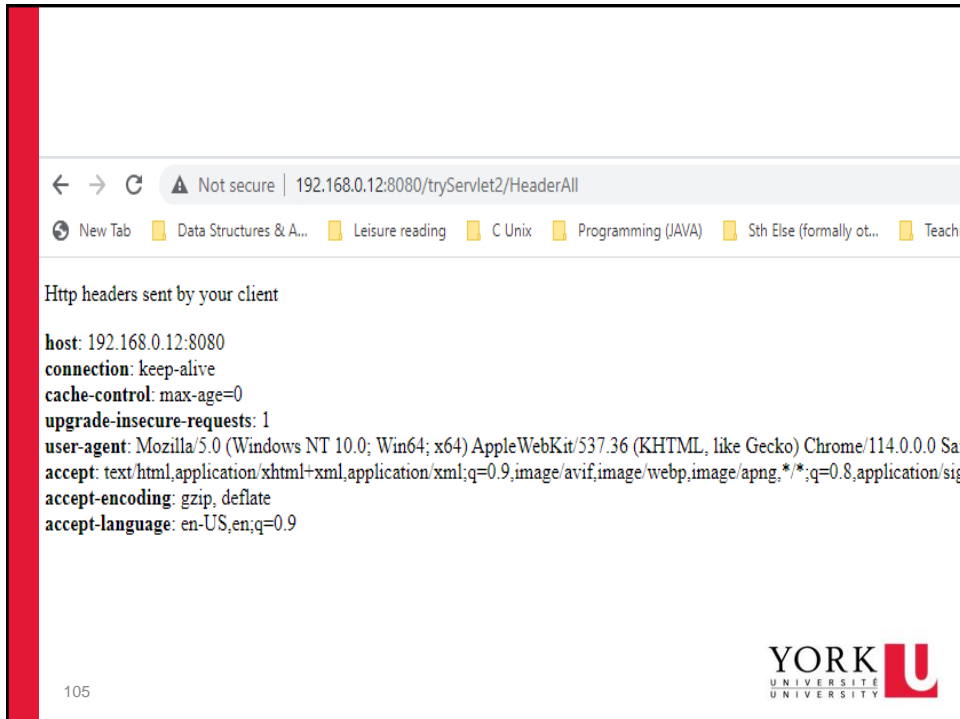 Not secure | 192.168.0.12:8080/tryServlet2/HeaderAll
New Tab Data Structures & A... Leisure reading C Unix Programming (JAVA) Sth Else (formally ot... Teach
Http headers sent by your client
host: 192.168.0.12:8080
connection: keep-alive
cache-control: max-age=0
upgrade-insecure-requests: 1
user-agent: Mozilla/5.0 (Windows NT 10.0; Win64; x64) AppleWebKit/537.36 (KHTML, like Gecko) Chrome/114.0.0.0 Sa
accept: text/html,application/xhtml+xml,application/xml;q=0.9,image/avif,image/webp,image/apng,*/*;q=0.8,application/sig
accept-encoding: gzip, deflate
accept-language: en-US,en;q=0.9
YORK U
UNIVERSITÉ
UNIVERSITY
105